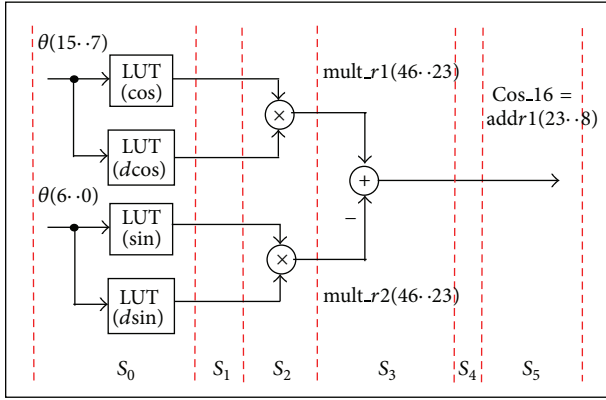 θ(15··7)
LUT
(cos)
mult_r1(46··23)
×
Cos_16 =
addr1(23··8)
LUT
(dcos)
θ(6··0)
+
−
LUT
(sin)
×
LUT
(dsin)
mult_r2(46··23)
S0 S1 S2 S3 S4 S5